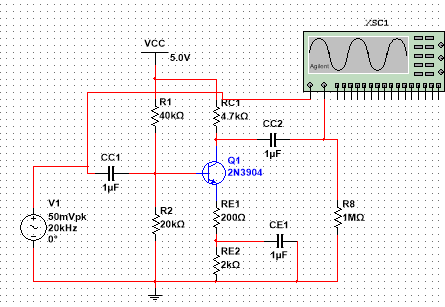 XSC1
VCC
5.0V
Agilent
R1
40kΩ
RC1
4.7kΩ
CC2
1µF
CC1
1µF
Q1
2N3904
V1
50mVpk
20kHz
0°
R2
20kΩ
RE1
200Ω
R8
1MΩ
CE1
1µF
RE2
2kΩ